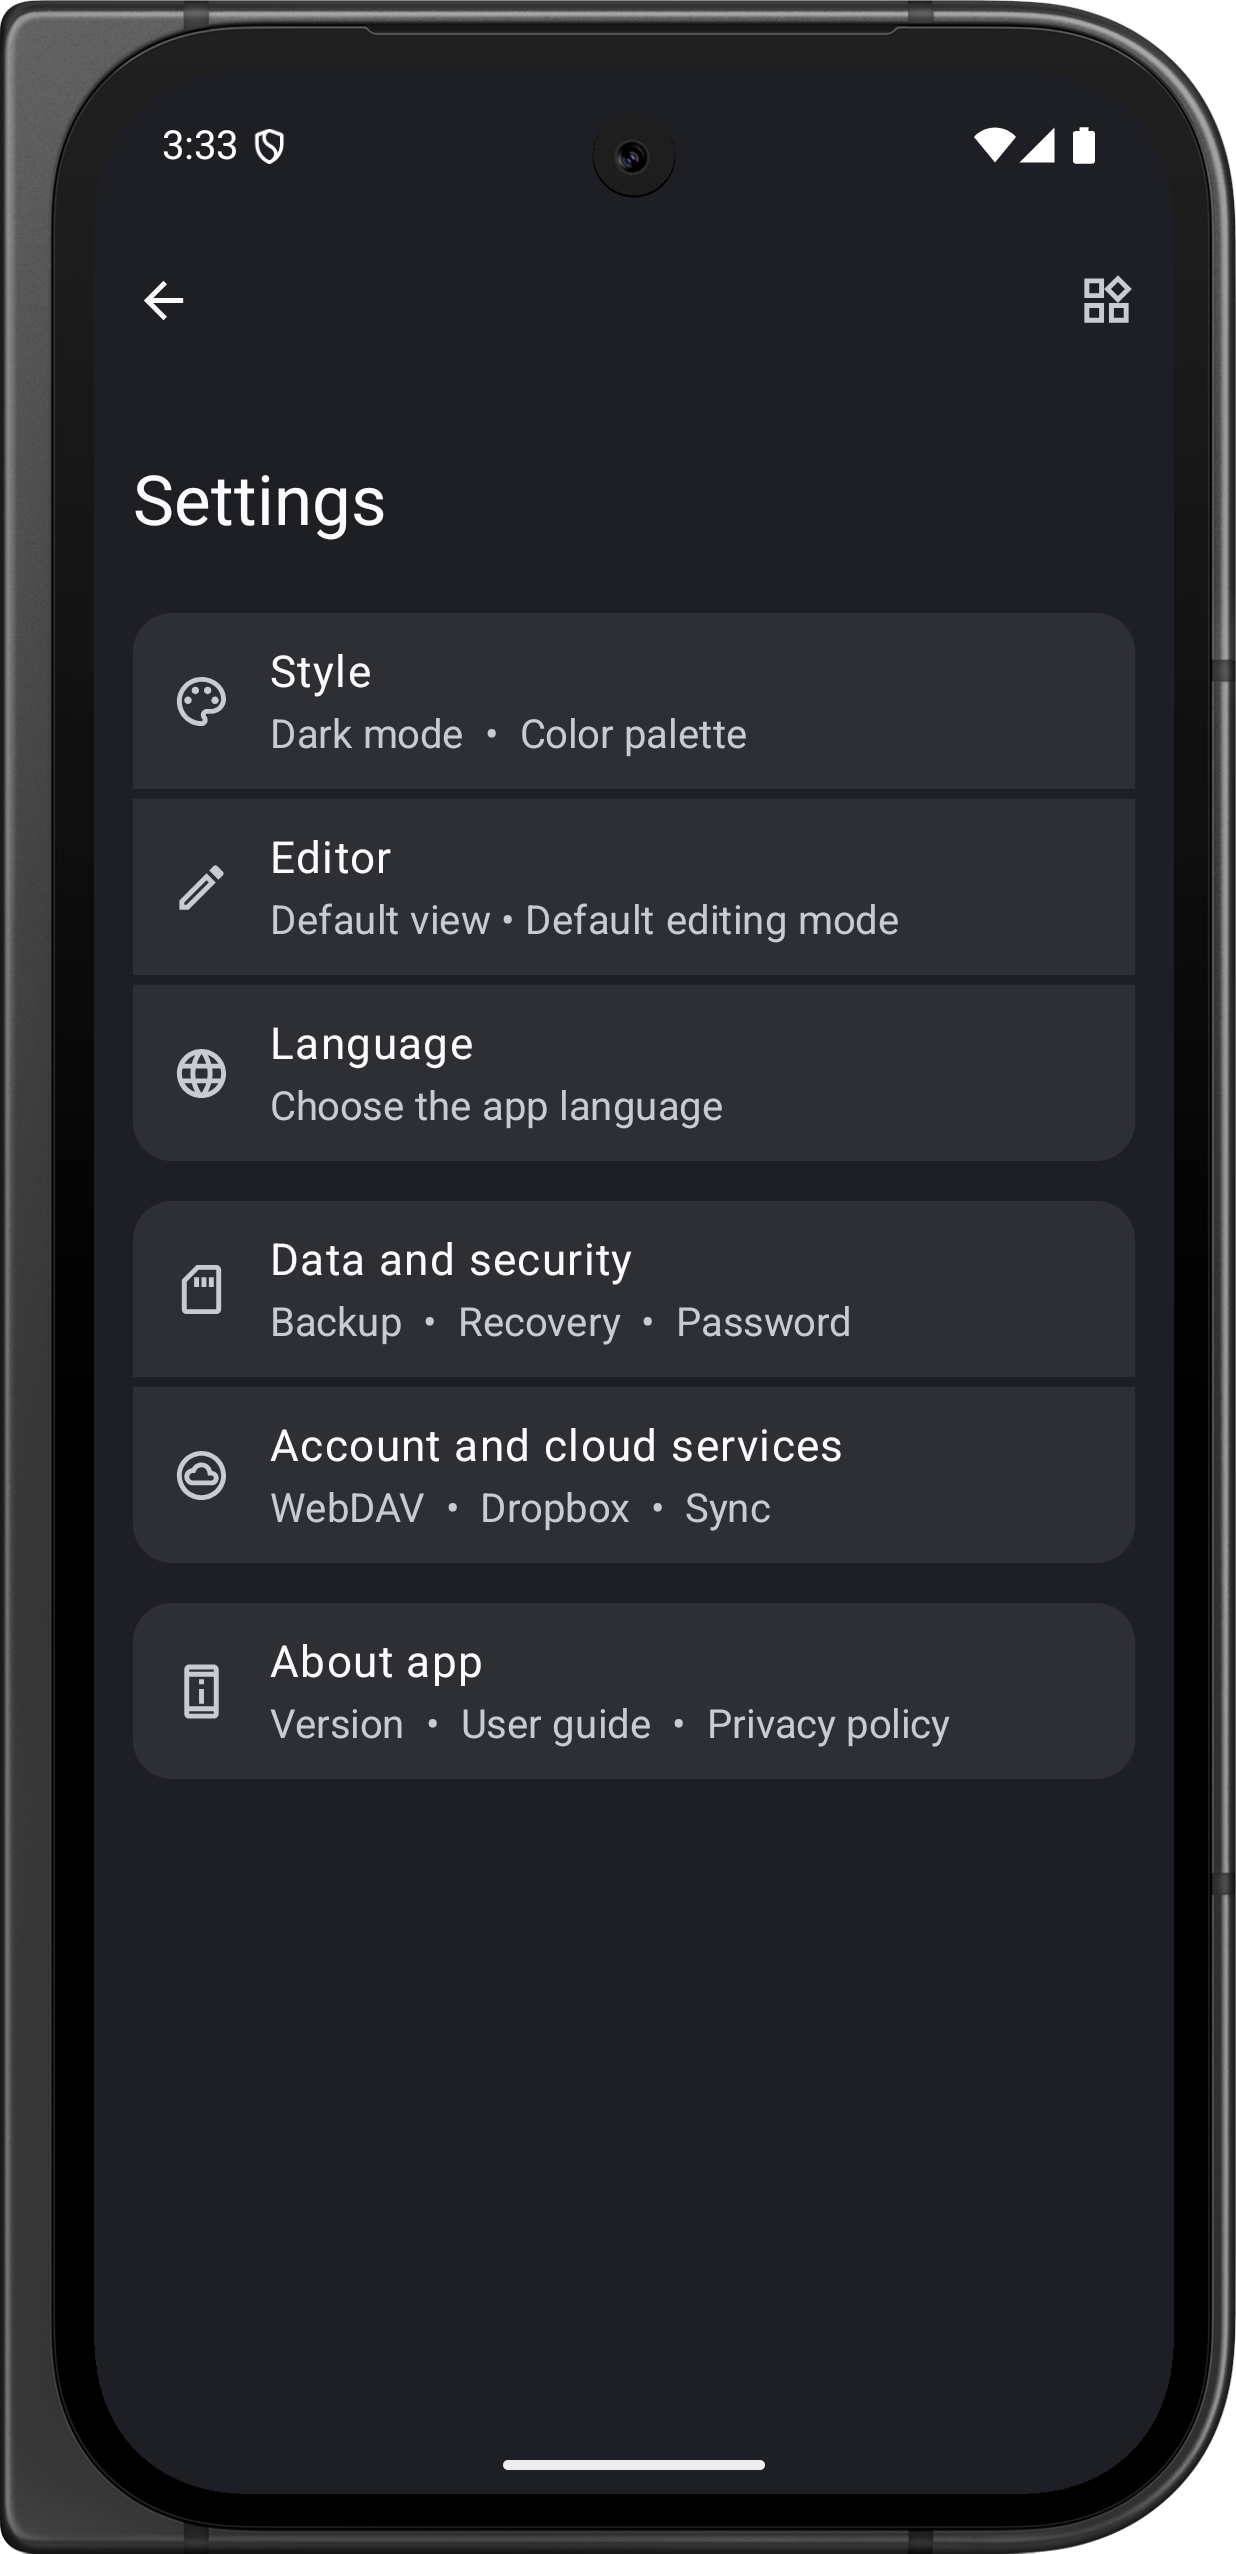 3:33
Settings
Style
Dark mode • Color palette
Editor
Default view • Default editing mode
Language
Choose the app language
Data and security
Backup • Recovery • Password
Account and cloud services
WebDAV • Dropbox • Sync
About app
Version • User guide • Privacy policy